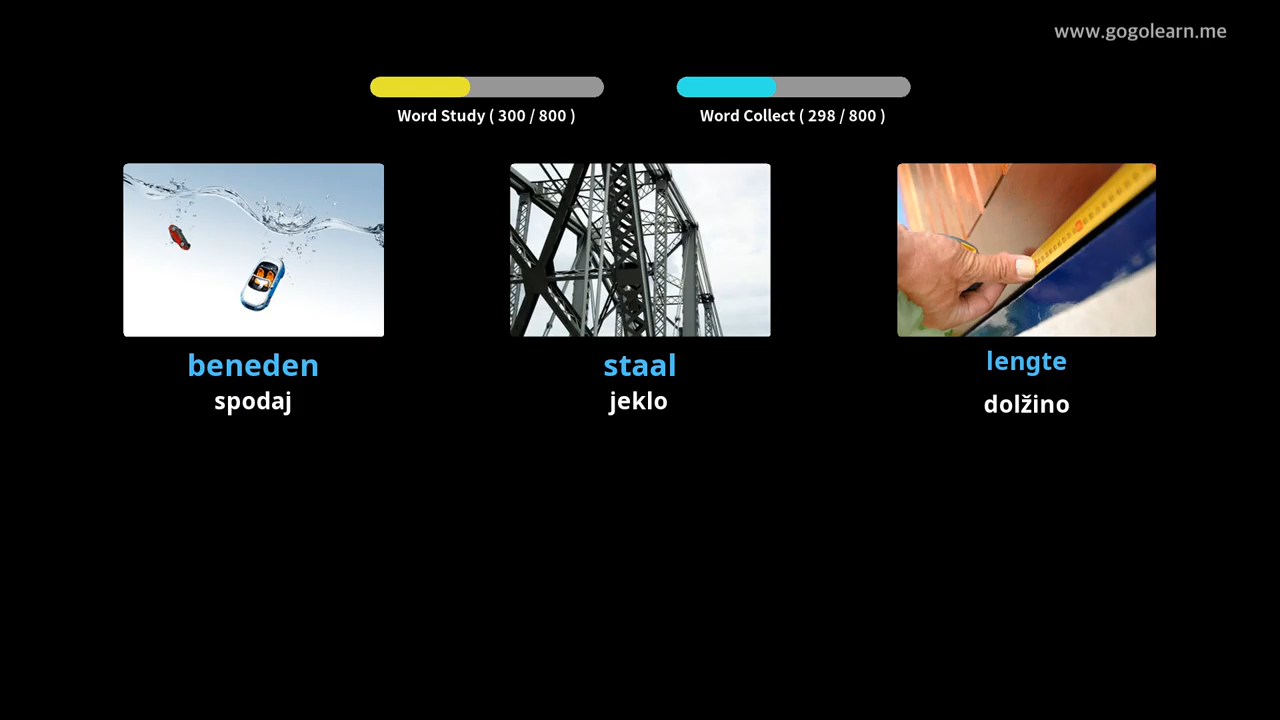 www.gogolearn.me
Word Study ( 300 / 800 )
Word Collect ( 298 / 800 )
beneden
spodaj
staal
jeklo
lengte
dolžino